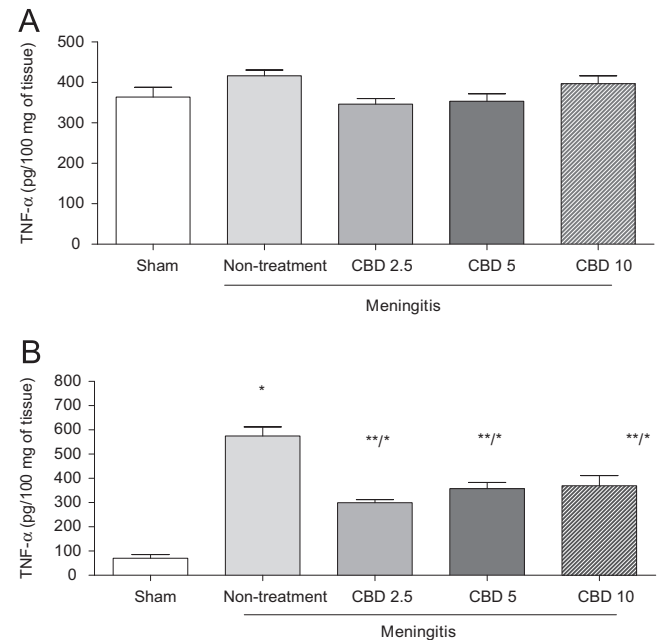 A
TNF-α (pg/100 mg of tissue)
500
400
300
200
100
0
Sham Non-treatment CBD 2.5 CBD 5 CBD 10
Meningitis
B
TNF-α (pg/100 mg of tissue)
800
700
600
500
400
300
200
100
0
*
**/* **/* **/*
Sham Non-treatment CBD 2.5 CBD 5 CBD 10
Meningitis